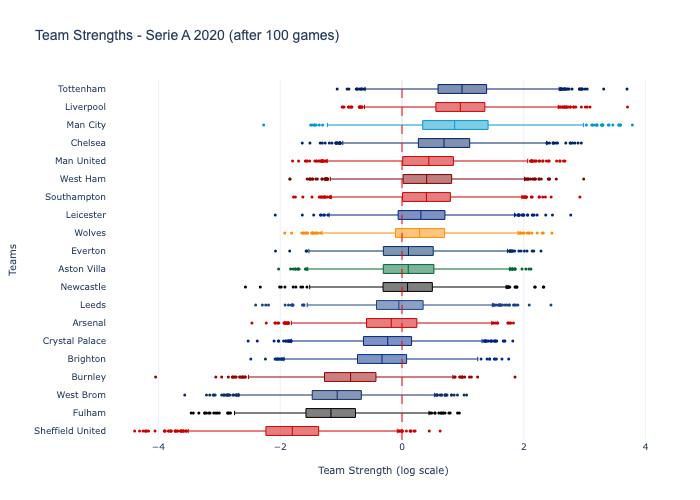 Team Strengths - Serie A 2020 (after 100 games)
Tottenham
Liverpool
Man City
Chelsea
Man United
West Ham
Southampton
Leicester
Wolves
Everton
Aston Villa
Newcastle
Leeds
Arsenal
Crystal Palace
Brighton
Burnley
West Brom
Fulham
Sheffield United
Teams
−4 −2 0 2 4
Team Strength (log scale)